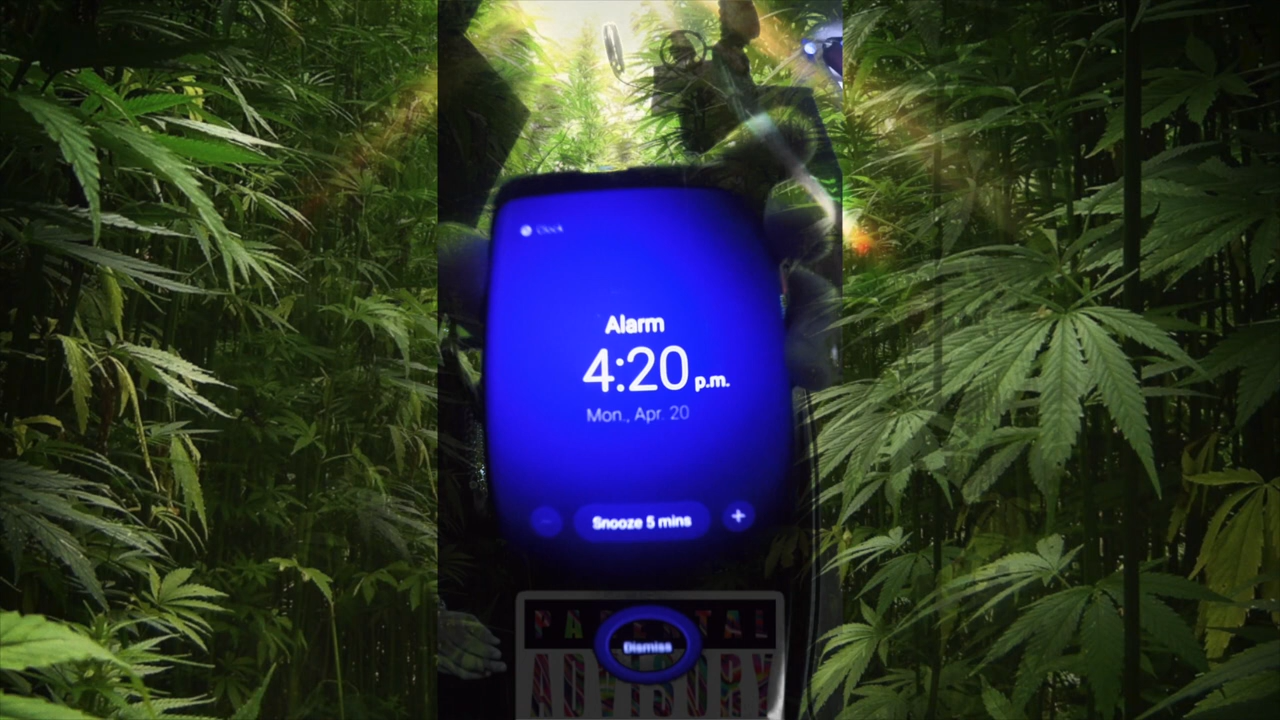 Clock
Alarm
4:20 p.m.
Mon., Apr. 20
Snooze 5 mins
+
Dismiss
PARENTAL
ADVISORY